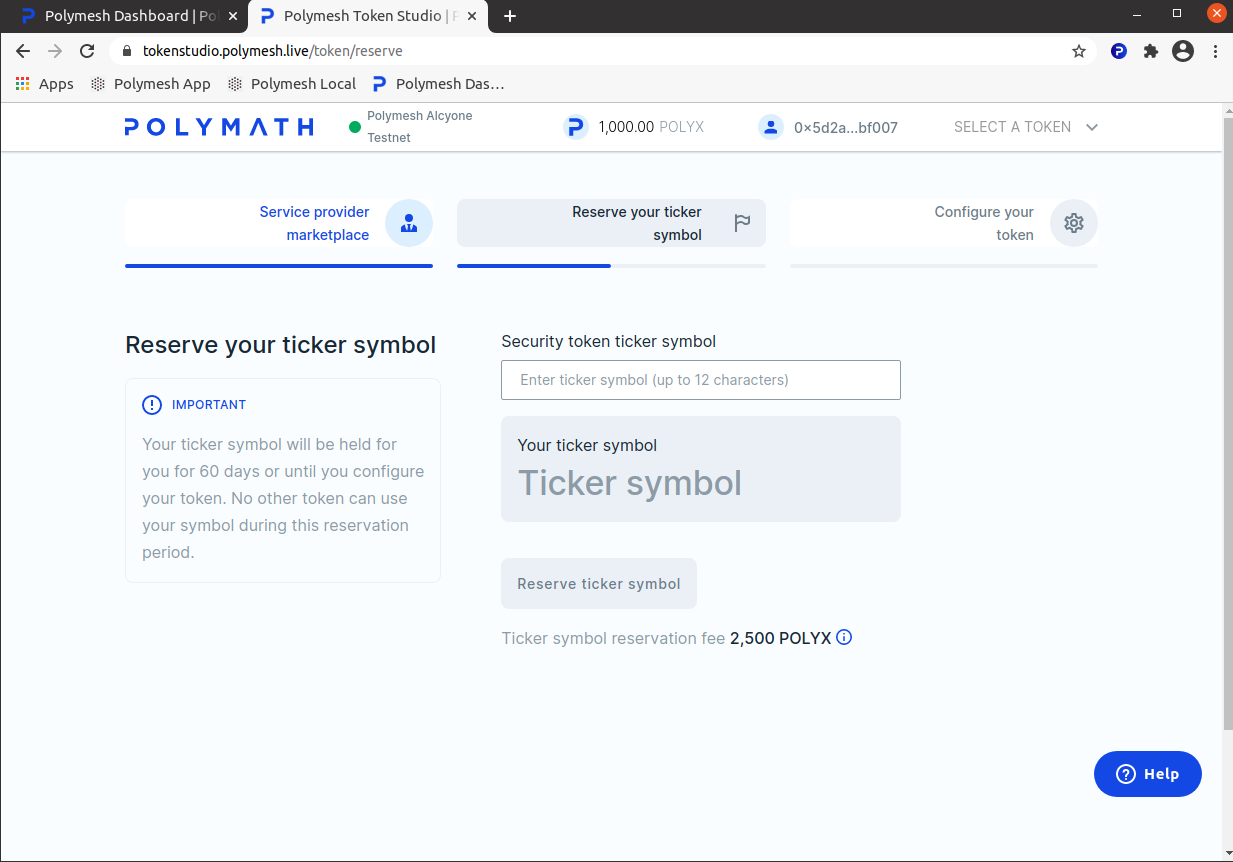 Polymesh Dashboard | Po
Polymesh Token Studio |
tokenstudio.polymesh.live/token/reserve
Apps
Polymesh App
Polymesh Local
Polymesh Das...
POLYMATH
Polymesh Alcyone
Testnet
1,000.00 POLYX
0x5d2a...bf007
SELECT A TOKEN
Service provider
marketplace
Reserve your ticker
symbol
Configure your
token
Reserve your ticker symbol
IMPORTANT
Your ticker symbol will be held for
you for 60 days or until you configure
your token. No other token can use
your symbol during this reservation
period.
Security token ticker symbol
Enter ticker symbol (up to 12 characters)
Your ticker symbol
Ticker symbol
Reserve ticker symbol
Ticker symbol reservation fee 2,500 POLYX
Help